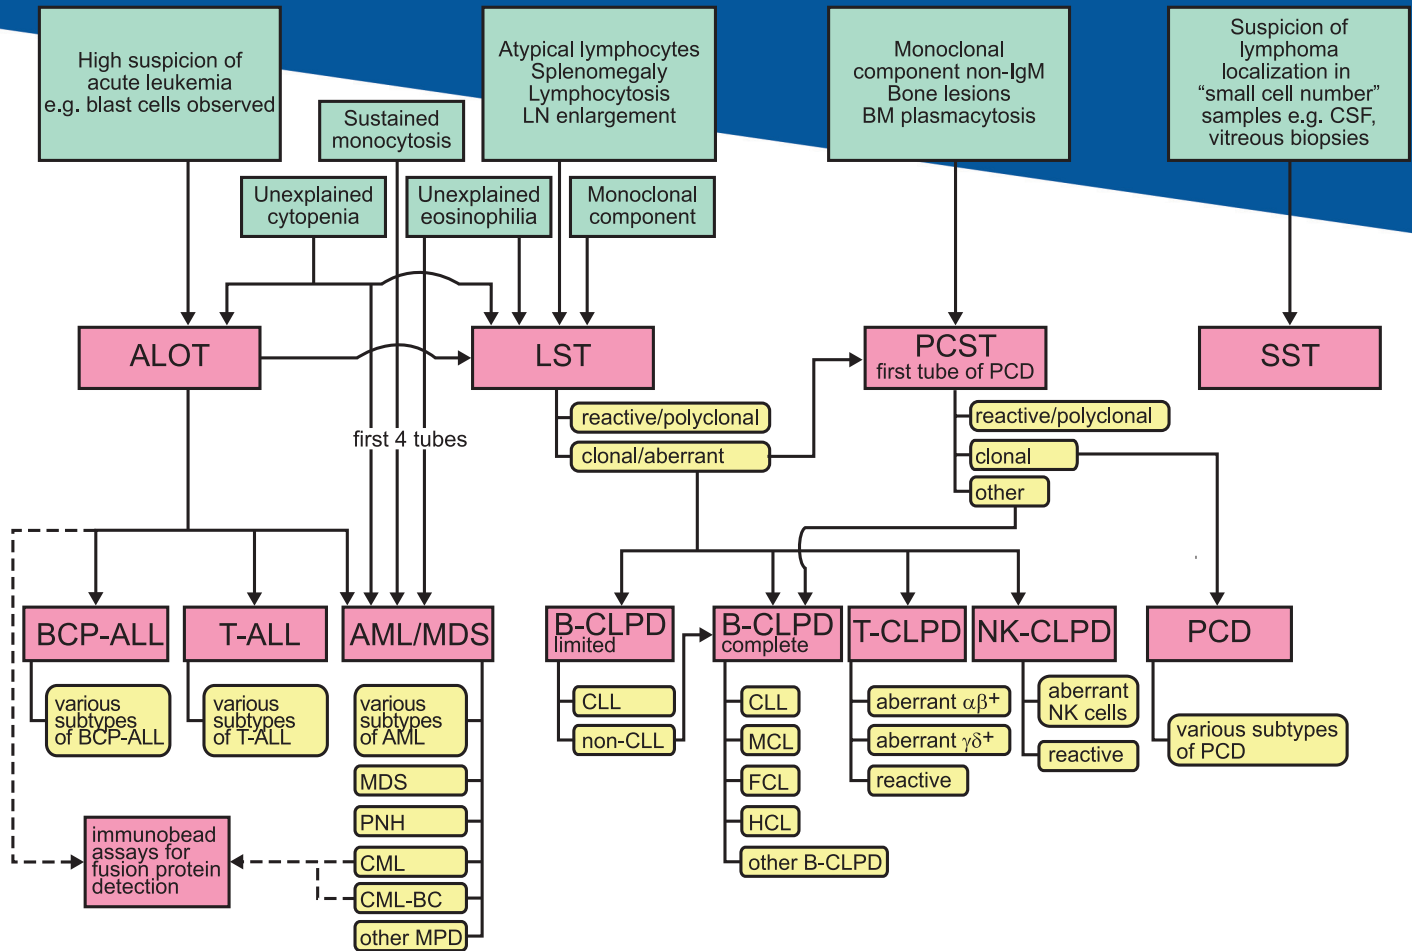 High suspicion of
acute leukemia
e.g. blast cells observed
Atypical lymphocytes
Splenomegaly
Lymphocytosis
LN enlargement
Monoclonal
component non-IgM
Bone lesions
BM plasmacytosis
Suspicion of
lymphoma
localization in
“small cell number”
samples e.g. CSF,
vitreous biopsies
Sustained
monocytosis
Unexplained
cytopenia
Unexplained
eosinophilia
Monoclonal
component
ALOT
LST
PCST
first tube of PCD
SST
reactive/polyclonal
clonal/aberrant
reactive/polyclonal
clonal
other
first 4 tubes
BCP-ALL
T-ALL
AML/MDS
B-CLPD
limited
B-CLPD
complete
T-CLPD
NK-CLPD
PCD
various
subtypes
of BCP-ALL
various
subtypes
of T-ALL
various
subtypes
of AML
MDS
PNH
CML
CML-BC
other MPD
immunobead
assays for
fusion protein
detection
CLL
non-CLL
CLL
MCL
FCL
HCL
other B-CLPD
aberrant αβ⁺
aberrant γδ⁺
reactive
aberrant
NK cells
reactive
various subtypes
of PCD